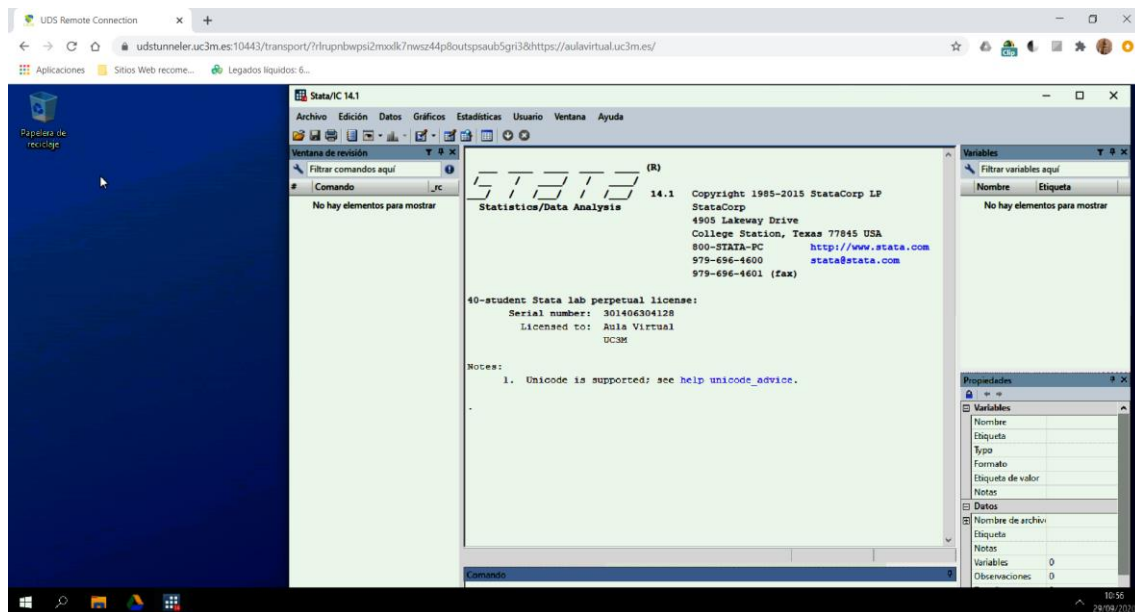 UDS Remote Connection
udstunneler.uc3m.es:10443/transport/?rlrupnbwpsi2mxxlk7nwsz44p8outspsaub5gri3&https://aulavirtual.uc3m.es/
Clip
Aplicaciones Sitios Web recome... Legados líquidos: 6...
Papelera de
reciclaje
Stata/IC 14.1
Archivo Edición Datos Gráficos Estadísticas Usuario Ventana Ayuda
Ventana de revisión
Filtrar comandos aquí
# Comando _rc
No hay elementos para mostrar
(R)
STATA
14.1 Copyright 1985-2015 StataCorp LP
Statistics/Data Analysis StataCorp
4905 Lakeway Drive
College Station, Texas 77845 USA
800-STATA-PC http://www.stata.com
979-696-4600 stata@stata.com
979-696-4601 (fax)
40-student Stata lab perpetual license:
Serial number: 301406304128
Licensed to: Aula Virtual
UC3M
Notes:
1. Unicode is supported; see help unicode_advice.
.
Comando
Variables
Filtrar variables aquí
Nombre Etiqueta
No hay elementos para mostrar
Propiedades
Variables
Nombre
Etiqueta
Typo
Formato
Etiqueta de valor
Notas
Datos
Nombre de archiv
Etiqueta
Notas
Variables 0
Observaciones 0
10:56